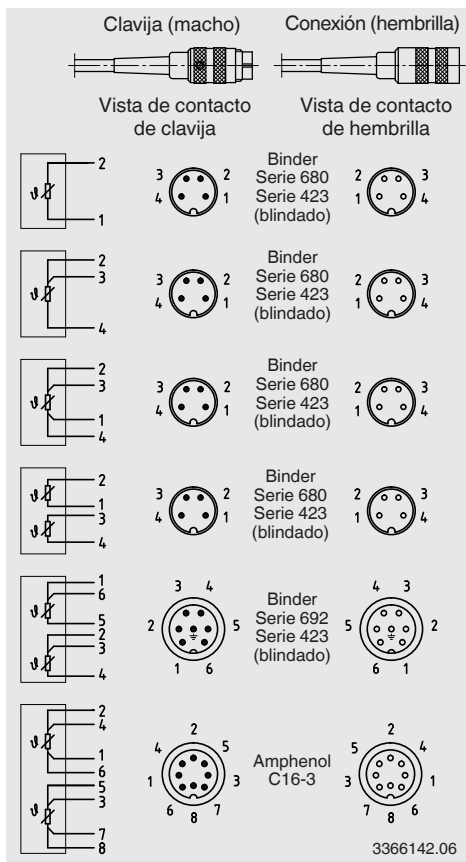 Clavija (macho) Conexión (hembrilla)
Vista de contacto de clavija Vista de contacto de hembrilla
2
1
3 2
4 1
Binder
Serie 680
Serie 423
(blindado)
2 3
1 4
2
3
4
3 2
4 1
Binder
Serie 680
Serie 423
(blindado)
2 3
1 4
2
3
1
4
3 2
4 1
Binder
Serie 680
Serie 423
(blindado)
2 3
1 4
2
1
3
4
3 2
4 1
Binder
Serie 680
Serie 423
(blindado)
2 3
1 4
1
6
5
2
3
4
3 4
2 5
1 6
Binder
Serie 692
Serie 423
(blindado)
4 3
5 2
6 1
2
4
1
6
5
3
7
8
2
4 5
1 3
6 7
8
Amphenol
C16-3
2
5 4
3 1
7 6
8
3366142.06